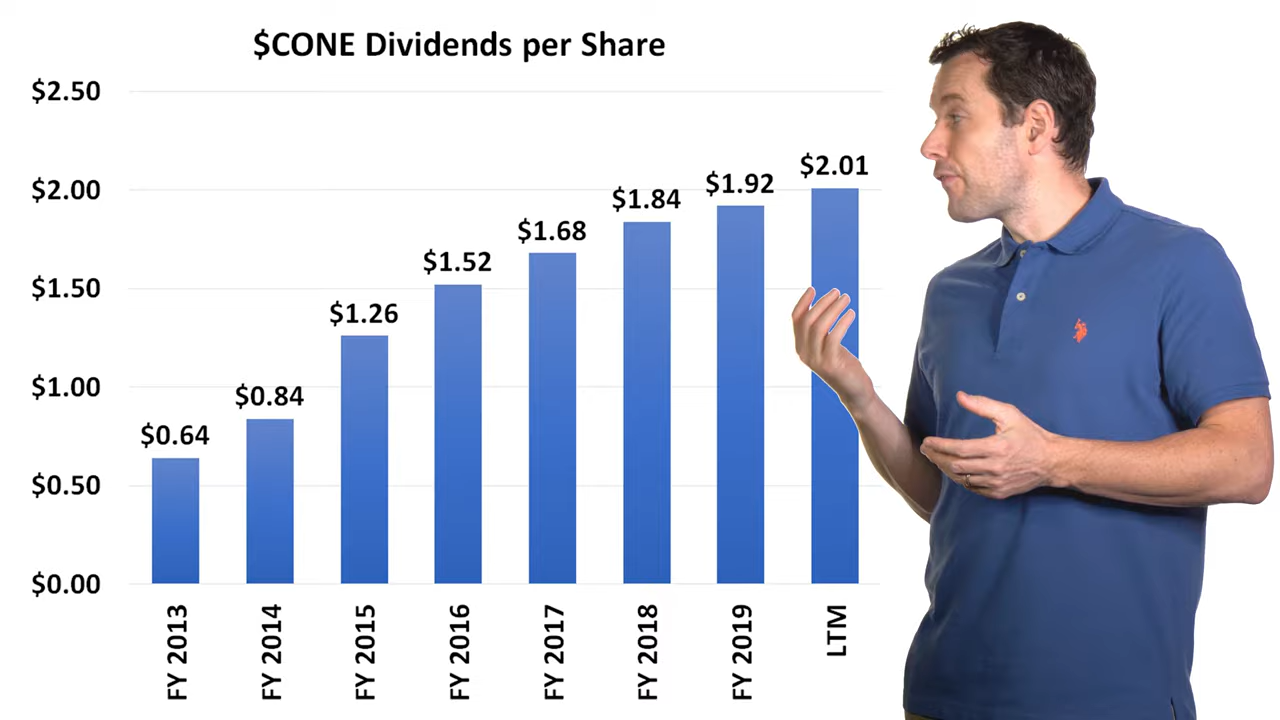 $CONE Dividends per Share
$2.50
$2.00
$1.50
$1.00
$0.50
$0.00
$0.64
$0.84
$1.26
$1.52
$1.68
$1.84
$1.92
$2.01
FY 2013
FY 2014
FY 2015
FY 2016
FY 2017
FY 2018
FY 2019
LTM